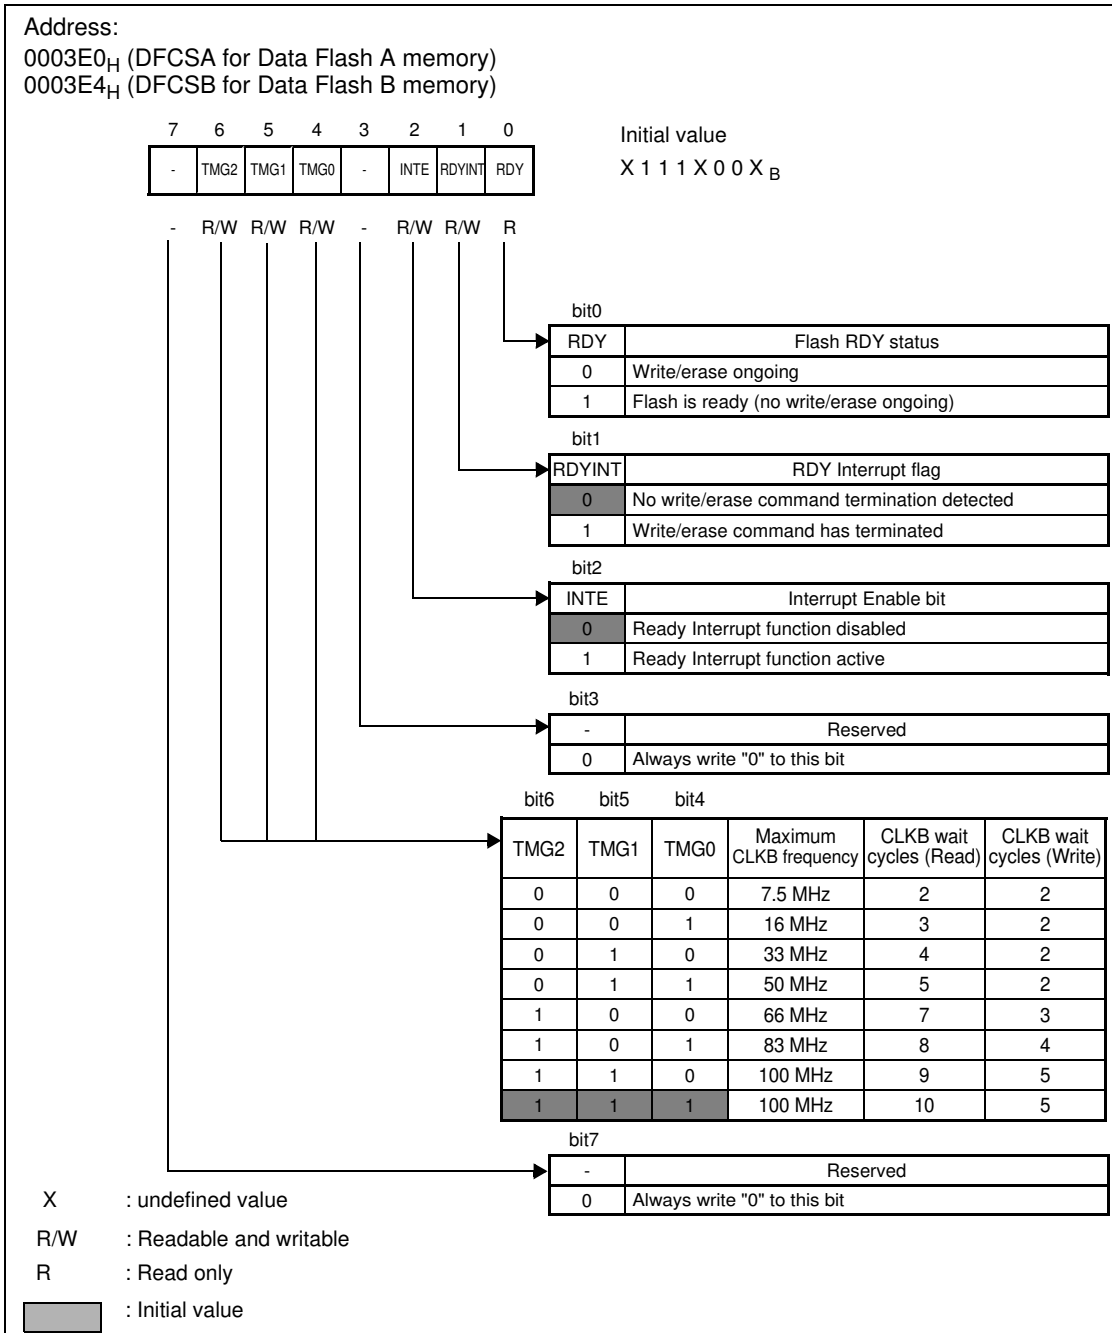 Address:
0003E0H (DFCSA for Data Flash A memory)
0003E4H (DFCSB for Data Flash B memory)
7 6 5 4 3 2 1 0
Initial value
- TMG2 TMG1 TMG0 - INTE RDYINT RDY
X 1 1 1 X 0 0 X B
- R/W R/W R/W - R/W R/W R
bit0
RDY Flash RDY status
0 Write/erase ongoing
1 Flash is ready (no write/erase ongoing)
bit1
RDYINT RDY Interrupt flag
0 No write/erase command termination detected
1 Write/erase command has terminated
bit2
INTE Interrupt Enable bit
0 Ready Interrupt function disabled
1 Ready Interrupt function active
bit3
- Reserved
0 Always write "0" to this bit
bit6 bit5 bit4
TMG2 TMG1 TMG0 Maximum CLKB frequency CLKB wait cycles (Read) CLKB wait cycles (Write)
0 0 0 7.5 MHz 2 2
0 0 1 16 MHz 3 2
0 1 0 33 MHz 4 2
0 1 1 50 MHz 5 2
1 0 0 66 MHz 7 3
1 0 1 83 MHz 8 4
1 1 0 100 MHz 9 5
1 1 1 100 MHz 10 5
bit7
- Reserved
0 Always write "0" to this bit
X : undefined value
R/W : Readable and writable
R : Read only
: Initial value